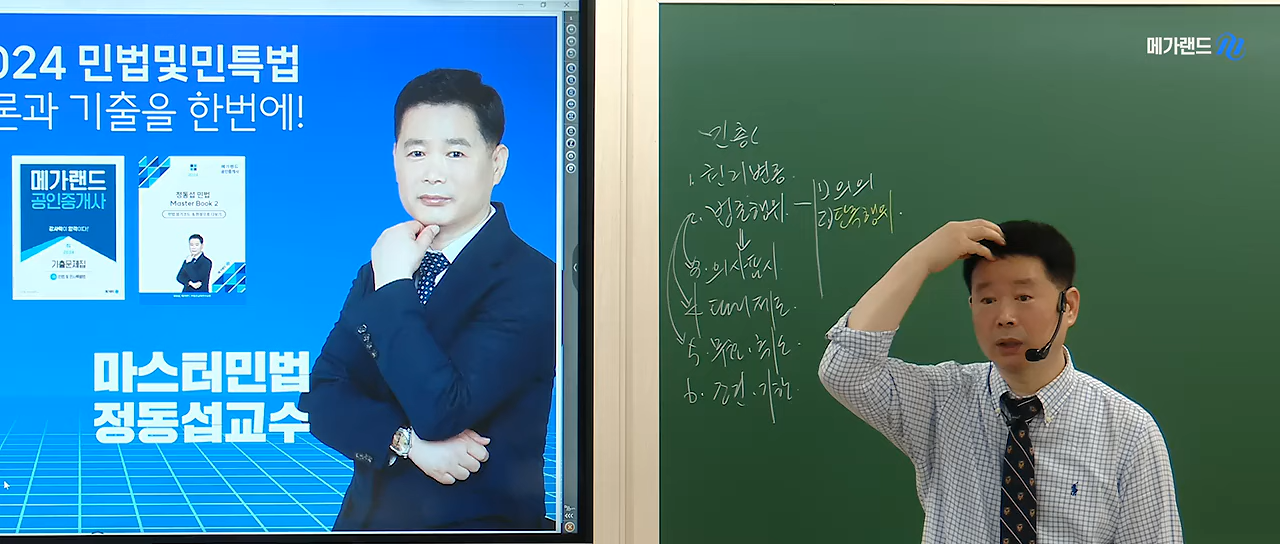 2024 민법및민특법
론과 기출을 한번에!
메가랜드
공인중개사
기출문제집
정동섭 민법
Master Book 2
마스터민법
정동섭교수
메가랜드
민총
1. 권리변동.
2. 법률행위.
1) 의의
2) 단독행위.
3. 의사표시
4. 대리제도.
5. 무효.취소
6. 조건.기한